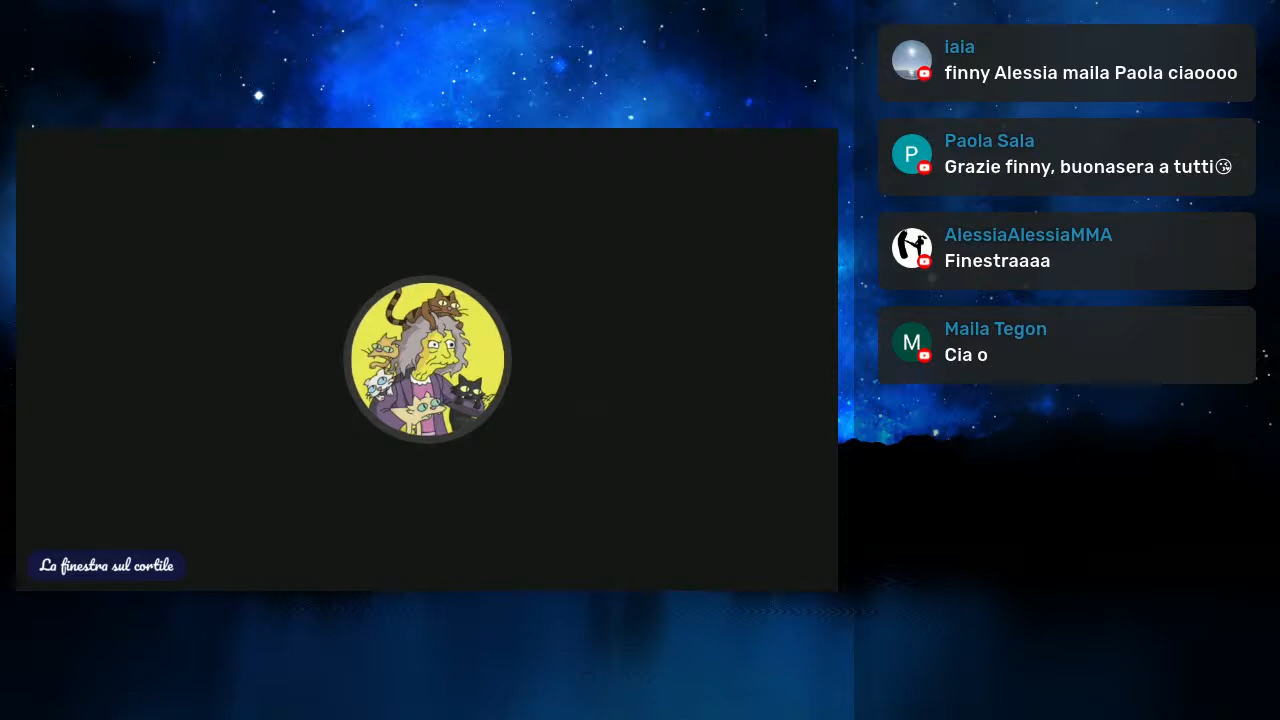 La finestra sul cortile
iaia
finny Alessia maila Paola ciaoooo
P
Paola Sala
Grazie finny, buonasera a tutti😘
AlessiaAlessiaMMA
Finestraaaa
M
Maila Tegon
Cia o